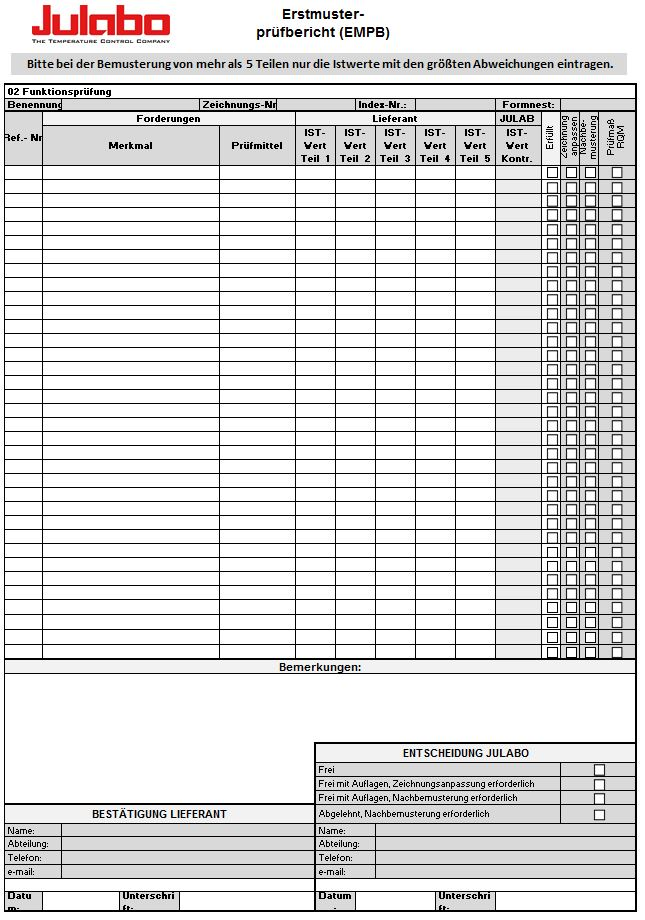 Julabo
THE TEMPERATURE CONTROL COMPANY
Erstmuster-
prüfbericht (EMPB)
Bitte bei der Bemusterung von mehr als 5 Teilen nur die Istwerte mit den größten Abweichungen eintragen.
02 Funktionsprüfung
Benennung Zeichnungs-Nr Index-Nr.: Formnest:
Forderungen Lieferant JULAB
Ref.- Nr Merkmal Prüfmittel
IST-Wert Teil 1
IST-Wert Teil 2
IST-Wert Teil 3
IST-Wert Teil 4
IST-Wert Teil 5
IST-Wert Kontr.
Erfüllt
Zeichnung anpassen
Nachbe-musterung
Prüfmaß RQM
Bemerkungen:
ENTSCHEIDUNG JULABO
Frei
Frei mit Auflagen, Zeichnungsanpassung erforderlich
Frei mit Auflagen, Nachbemusterung erforderlich
BESTÄTIGUNG LIEFERANT Abgelehnt, Nachbemusterung erforderlich
Name: Name:
Abteilung: Abteilung:
Telefon: Telefon:
e-mail: e-mail:
Datu Unterschri Datum Unterschri
m: ft: : ft: